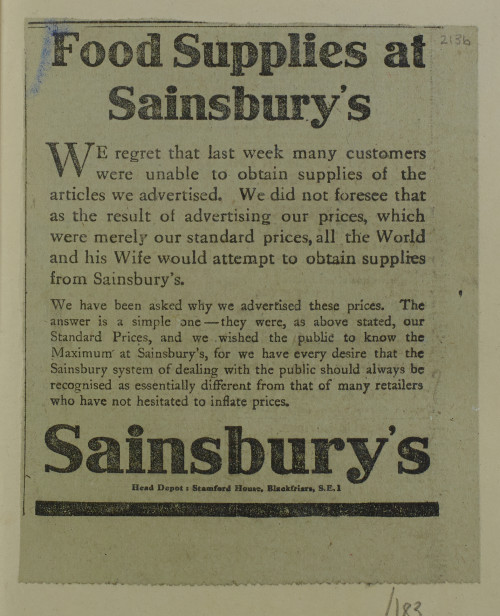 2136
Food Supplies at
Sainsbury's
WE regret that last week many customers
were unable to obtain supplies of the
articles we advertised. We did not foresee that
as the result of advertising our prices, which
were merely our standard prices, all the World
and his Wife would attempt to obtain supplies
from Sainsbury's.
We have been asked why we advertised these prices. The
answer is a simple one—they were, as above stated, our
Standard Prices, and we wished the public to know the
Maximum at Sainsbury's, for we have every desire that the
Sainsbury system of dealing with the public should always be
recognised as essentially different from that of many retailers
who have not hesitated to inflate prices.
Sainsbury's
Head Depot: Stamford House, Blackfriars, S.E.1
/183